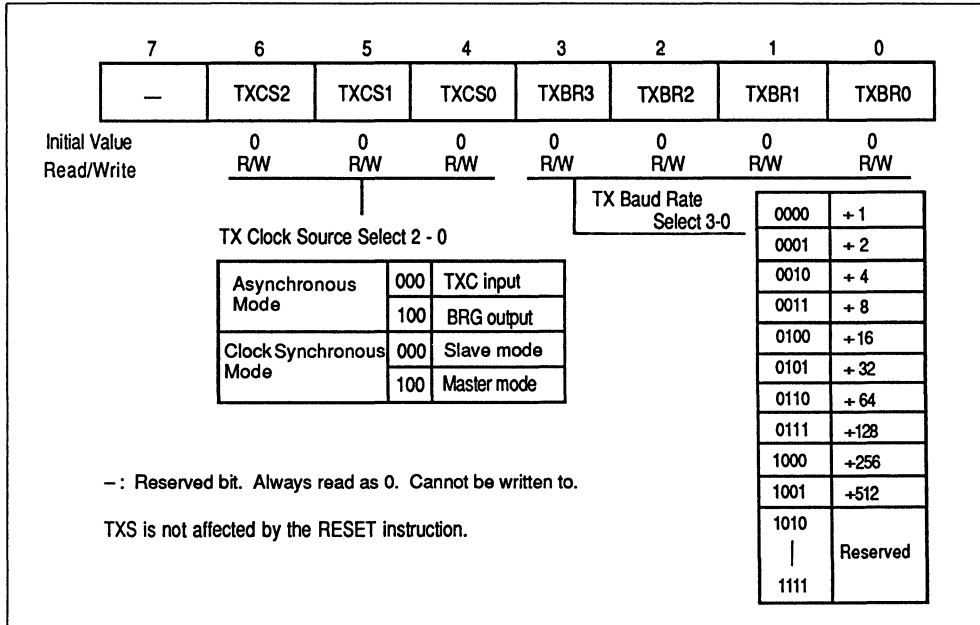 7 6 5 4 3 2 1 0
— TXCS2 TXCS1 TXCS0 TXBR3 TXBR2 TXBR1 TXBR0
Initial Value 0 0 0 0 0 0 0
Read/Write R/W R/W R/W R/W R/W R/W R/W
TX Clock Source Select 2 - 0
Asynchronous Mode 000 TXC input
100 BRG output
Clock Synchronous Mode 000 Slave mode
100 Master mode
TX Baud Rate
Select 3-0
0000 ÷ 1
0001 ÷ 2
0010 ÷ 4
0011 ÷ 8
0100 ÷ 16
0101 ÷ 32
0110 ÷ 64
0111 ÷128
1000 ÷256
1001 ÷512
1010
| Reserved
1111
– : Reserved bit. Always read as 0. Cannot be written to.
TXS is not affected by the RESET instruction.